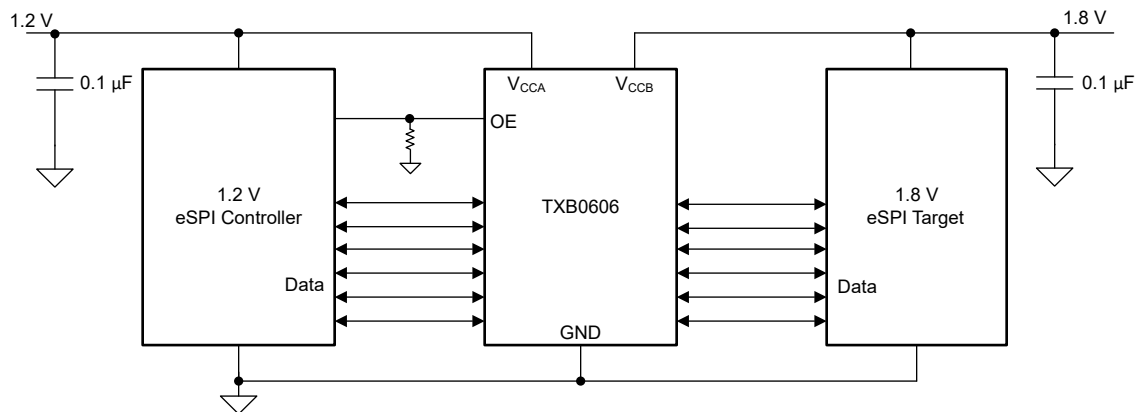 1.2 V
1.8 V
0.1 µF
VCCA
VCCB
0.1 µF
OE
1.2 V
eSPI Controller
TXB0606
1.8 V
eSPI Target
Data
Data
GND